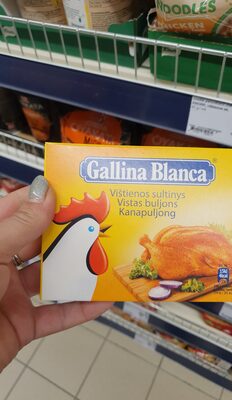 NOODLES
CHICKEN
Gallina Blanca
Vištienos sultinys
Vistas buljons
Kanapuljong